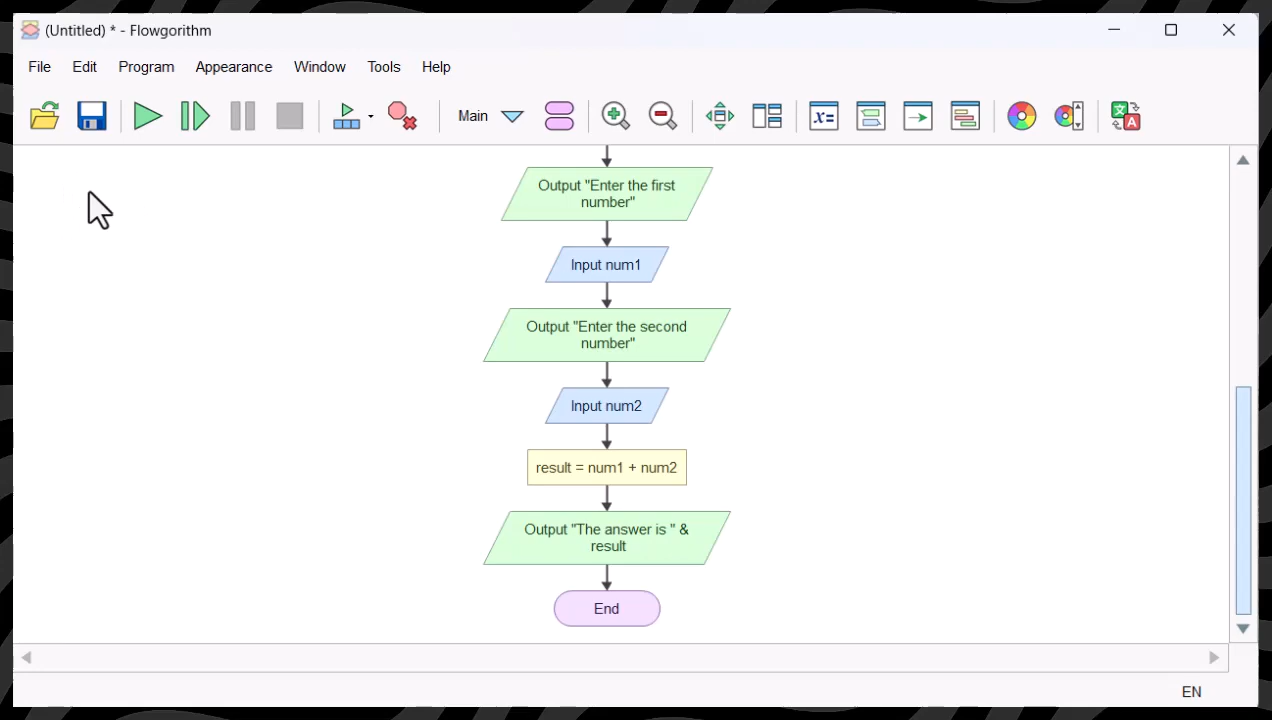 (Untitled) * - Flowgorithm
File Edit Program Appearance Window Tools Help
Main
x=
文
A
Output "Enter the first
number"
Input num1
Output "Enter the second
number"
Input num2
result = num1 + num2
Output "The answer is " &
result
End
EN